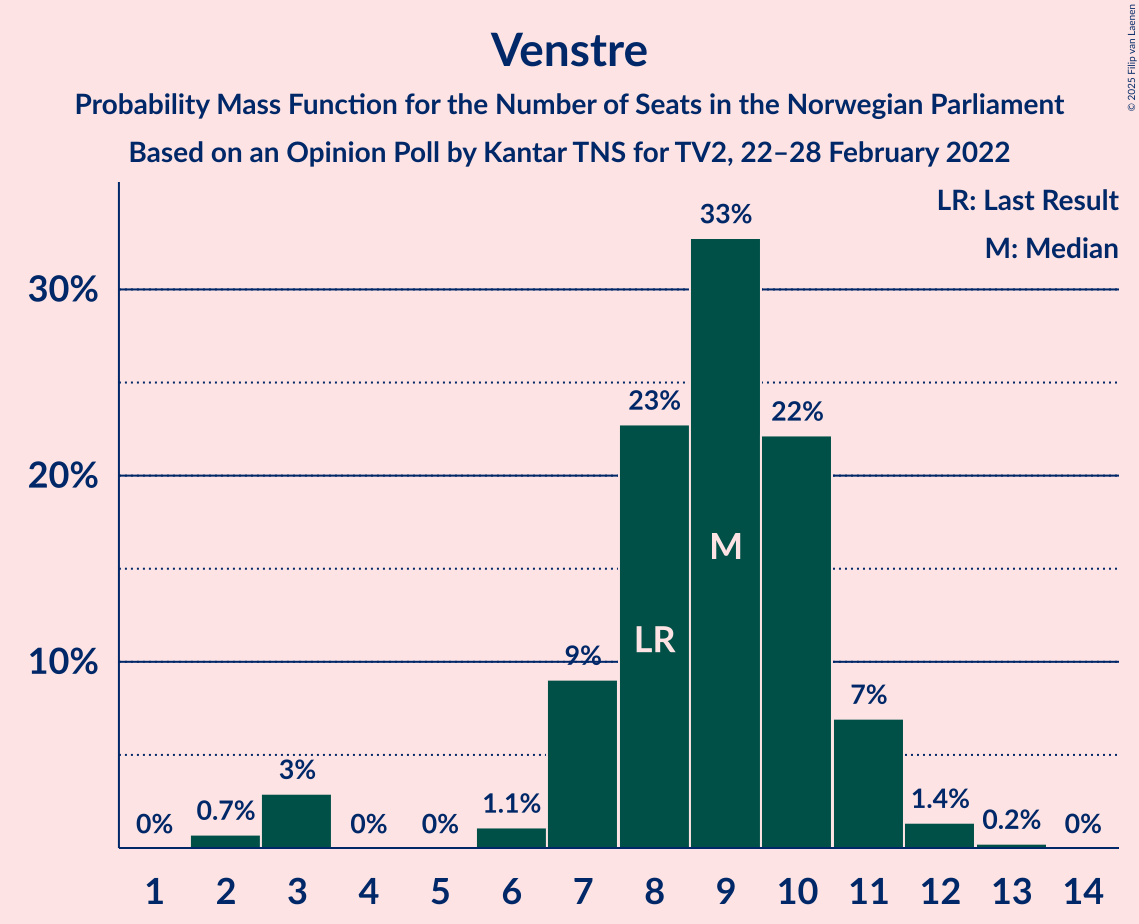 Venstre
Probability Mass Function for the Number of Seats in the Norwegian Parliament
Based on an Opinion Poll by Kantar TNS for TV2, 22–28 February 2022
© 2025 Filip van Laenen
LR: Last Result
M: Median
30%
20%
10%
0%
0.7%
3%
0%
0%
1.1%
9%
23%
33%
22%
7%
1.4%
0.2%
0%
LR
M
1 2 3 4 5 6 7 8 9 10 11 12 13 14